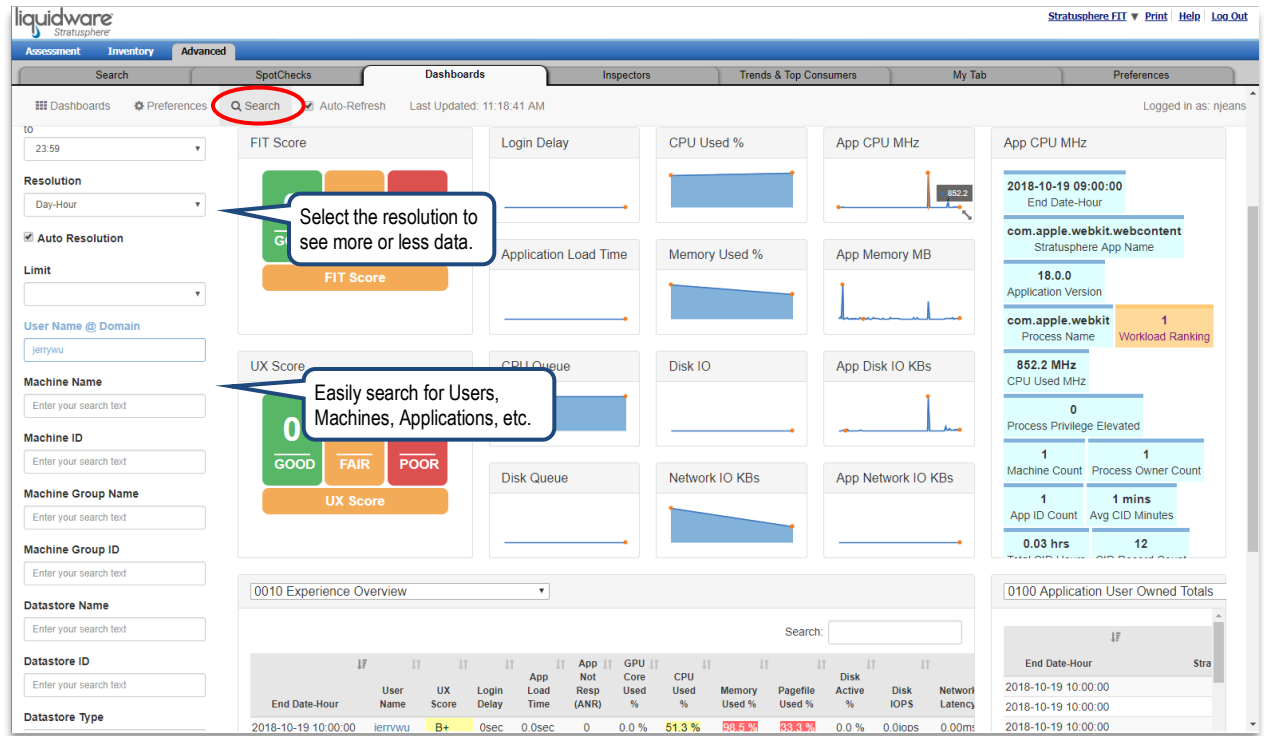 liquidware
Stratusphere
Stratusphere FIT ▼ Print Help Log Out
Assessment Inventory Advanced
Search SpotChecks Dashboards Inspectors Trends & Top Consumers My Tab Preferences
Dashboards Preferences Search Auto-Refresh Last Updated: 11:18:41 AM Logged in as: njeans
to
23:59
Resolution
Day-Hour
Auto Resolution
Limit
User Name @ Domain
jerrywu
Machine Name
Enter your search text
Machine ID
Enter your search text
Machine Group Name
Enter your search text
Machine Group ID
Enter your search text
Datastore Name
Enter your search text
Datastore ID
Enter your search text
Datastore Type
FIT Score
Select the resolution to
see more or less data.
FIT Score
UX Score
Easily search for Users,
Machines, Applications, etc.
0
GOOD FAIR POOR
UX Score
Login Delay
CPU Used %
App CPU MHz
852.2
Application Load Time
Memory Used %
App Memory MB
CPU Queue
Disk IO
App Disk IO KBs
Disk Queue
Network IO KBs
App Network IO KBs
App CPU MHz
2018-10-19 09:00:00
End Date-Hour
com.apple.webkit.webcontent
Stratusphere App Name
18.0.0
Application Version
com.apple.webkit 1
Process Name Workload Ranking
852.2 MHz
CPU Used MHz
0
Process Privilege Elevated
1 1
Machine Count Process Owner Count
1 1 mins
App ID Count Avg CID Minutes
0.03 hrs 12
Total CID Hours CID Record Count
0010 Experience Overview
Search:
End Date-Hour User Name UX Score Login Delay App Load Time App Not Resp (ANR) GPU Core Used % CPU Used % Memory Used % Pagefile Used % Disk Active % Disk IOPS Network Latency
2018-10-19 10:00:00 jerrywu B+ 0sec 0.0sec 0 0.0 % 51.3 % 98.5 % 33.3 % 0.0 % 0.0iops 0.00ms
0100 Application User Owned Totals
End Date-Hour Stra
2018-10-19 10:00:00
2018-10-19 10:00:00
2018-10-19 10:00:00